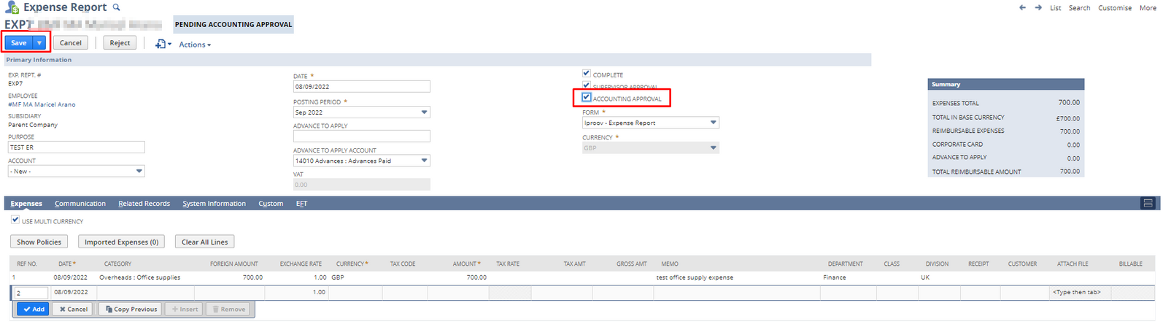 Expense Report
List Search Customise More
EXP7 PENDING ACCOUNTING APPROVAL
Save Cancel Reject Actions
Primary Information
EXP. REPT. #
EXP7
EMPLOYEE
#MF MA Maricel Arano
SUBSIDIARY
Parent Company
PURPOSE
TEST ER
ACCOUNT
- New -
DATE *
08/09/2022
POSTING PERIOD *
Sep 2022
ADVANCE TO APPLY
ADVANCE TO APPLY ACCOUNT
14010 Advances : Advances Paid
VAT
0.00
COMPLETE
SUPERVISOR APPROVAL
ACCOUNTING APPROVAL
FORM *
Iproov - Expense Report
CURRENCY *
GBP
Summary
EXPENSES TOTAL 700.00
TOTAL IN BASE CURRENCY £700.00
REIMBURSABLE EXPENSES 700.00
CORPORATE CARD 0.00
ADVANCE TO APPLY 0.00
TOTAL REIMBURSABLE AMOUNT 700.00
Expenses Communication Related Records System Information Custom EFT
USE MULTI CURRENCY
Show Policies Imported Expenses (0) Clear All Lines
REF NO. DATE* CATEGORY FOREIGN AMOUNT EXCHANGE RATE CURRENCY* TAX CODE AMOUNT* TAX RATE TAX AMT GROSS AMT MEMO DEPARTMENT CLASS DIVISION RECEIPT CUSTOMER ATTACH FILE BILLABLE
1 08/09/2022 Overheads : Office supplies 700.00 1.00 GBP 700.00 test office supply expense Finance UK
2 08/09/2022 1.00 <Type then tab>
Add Cancel Copy Previous Insert Remove